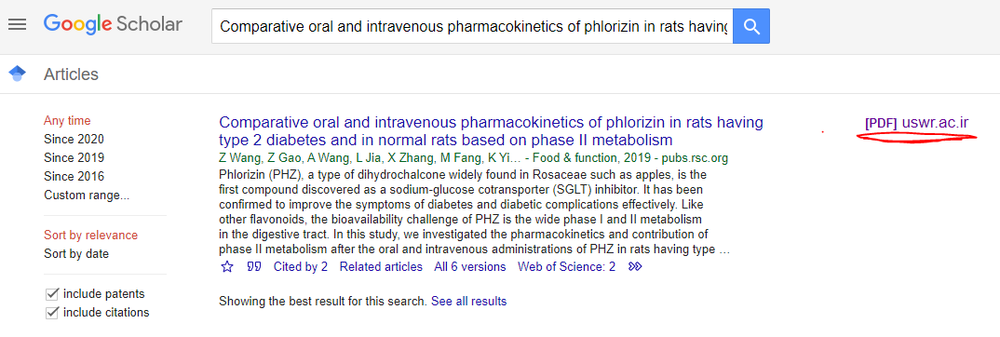 Google Scholar
Comparative oral and intravenous pharmacokinetics of phlorizin in rats having
Articles
Any time
Since 2020
Since 2019
Since 2016
Custom range...
Sort by relevance
Sort by date
include patents
include citations
Comparative oral and intravenous pharmacokinetics of phlorizin in rats having
type 2 diabetes and in normal rats based on phase II metabolism
Z Wang, Z Gao, A Wang, L Jia, X Zhang, M Fang, K Yi… - Food & function, 2019 - pubs.rsc.org
Phlorizin (PHZ), a type of dihydrochalcone widely found in Rosaceae such as apples, is the
first compound discovered as a sodium-glucose cotransporter (SGLT) inhibitor. It has been
confirmed to improve the symptoms of diabetes and diabetic complications effectively. Like
other flavonoids, the bioavailability challenge of PHZ is the wide phase I and II metabolism
in the digestive tract. In this study, we investigated the pharmacokinetics and contribution of
phase II metabolism after the oral and intravenous administrations of PHZ in rats having type …
Cited by 2 Related articles All 6 versions Web of Science: 2
Showing the best result for this search. See all results
[PDF] uswr.ac.ir